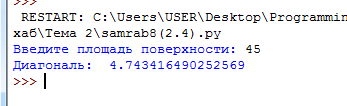 >>>
RESTART: C:\Users\USER\Desktop\Programmin
хаб\Тема 2\samrab8(2.4).py
Введите площадь поверхности: 45
Диагональ:  4.743416490252569
>>>